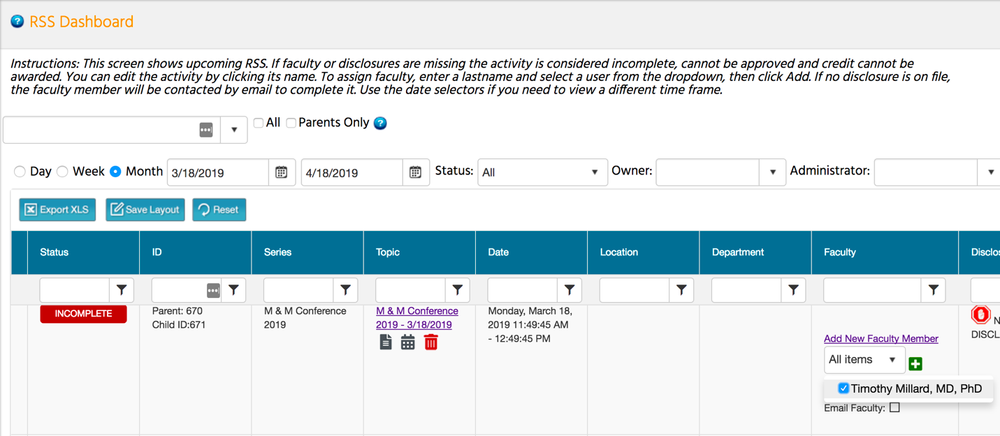 RSS Dashboard
Instructions: This screen shows upcoming RSS. If faculty or disclosures are missing the activity is considered incomplete, cannot be approved and credit cannot be
awarded. You can edit the activity by clicking its name. To assign faculty, enter a lastname and select a user from the dropdown, then click Add. If no disclosure is on file,
the faculty member will be contacted by email to complete it. Use the date selectors if you need to view a different time frame.
All Parents Only ?
Day Week Month 3/18/2019 4/18/2019 Status: All Owner: Administrator:
Export XLS Save Layout Reset
Status ID Series Topic Date Location Department Faculty Disclos
INCOMPLETE Parent: 670 M & M Conference M & M Conference Monday, March 18,
Child ID:671 2019 2019 - 3/18/2019 2019 11:49:45 AM
- 12:49:45 PM
N
DISCL
Add New Faculty Member
All items
Timothy Millard, MD, PhD
Email Faculty: